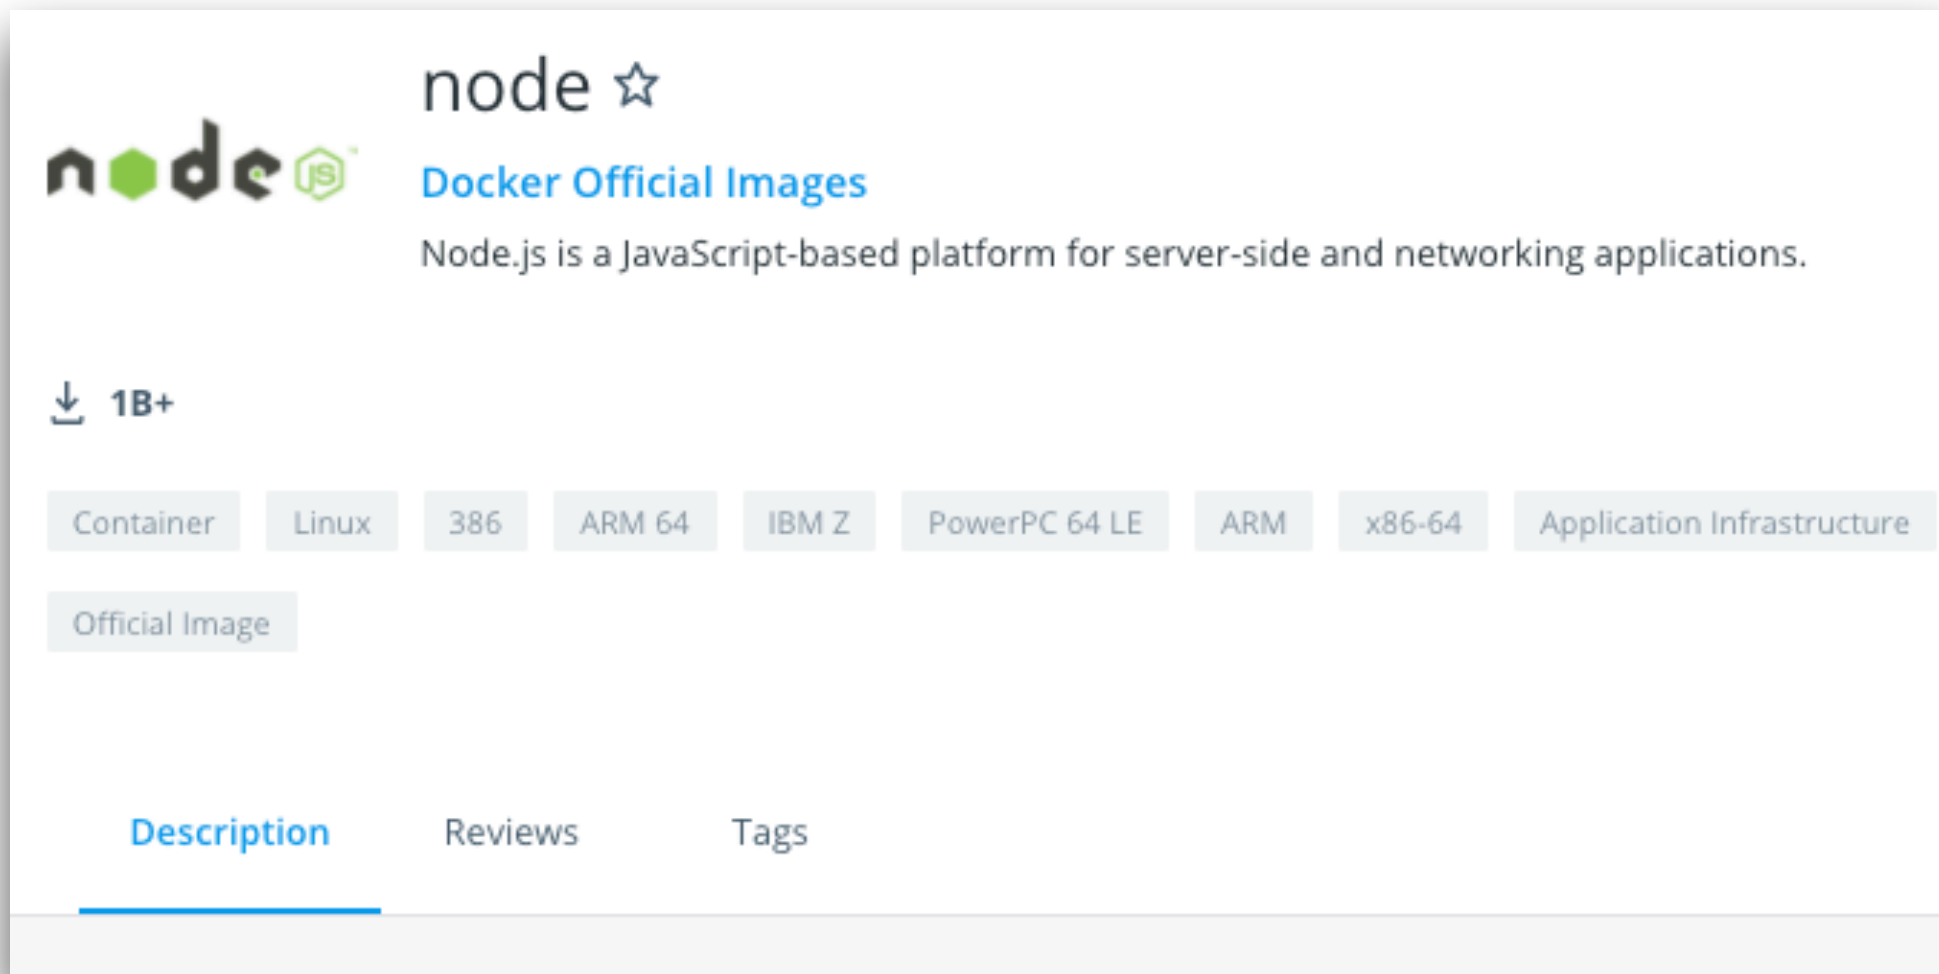 node
node JS ™
Docker Official Images
Node.js is a JavaScript-based platform for server-side and networking applications.
1B+
Container Linux 386 ARM 64 IBM Z PowerPC 64 LE ARM x86-64 Application Infrastructure
Official Image
Description Reviews Tags